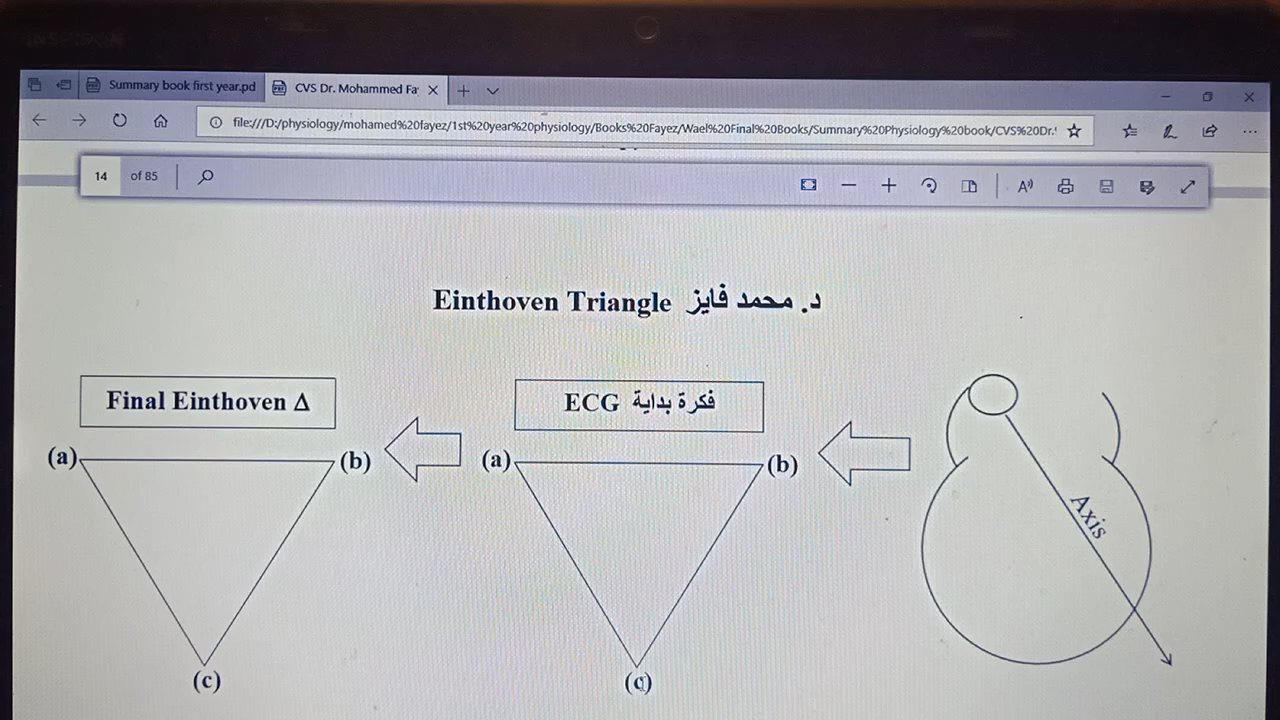 Summary book first year.pd
CVS Dr. Mohammed Fa
file:///D:/physiology/mohamed%20fayez/1st%20year%20physiology/Books%20Fayez/Wael%20Final%20Books/Summary%20Physiology%20book/CVS%20Dr.
14 of 85
Einthoven Triangle د. محمد فايز
Final Einthoven Δ
ECG فكرة بداية
(a)
(b)
(a)
(b)
Axis
(c)
(c)